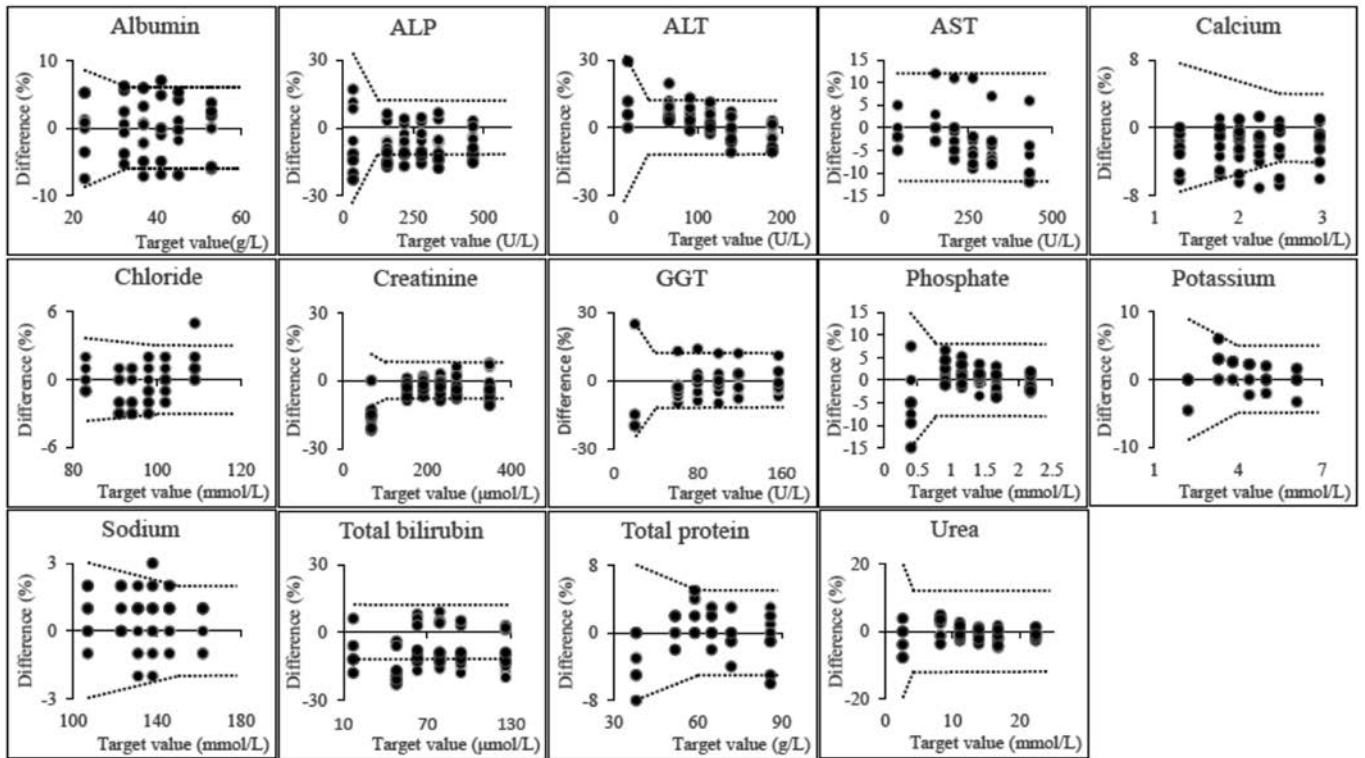 Albumin
Difference (%)
10
0
-10
20
40
60
Target value(g/L)
ALP
Difference (%)
30
0
-30
0
250
500
Target value (U/L)
ALT
Difference (%)
30
0
-30
0
100
200
Target value (U/L)
AST
Difference (%)
15
10
5
0
-5
-10
-15
0
250
500
Target value (U/L)
Calcium
Difference (%)
8
0
-8
1
2
3
Target value (mmol/L)
Chloride
Difference (%)
6
0
-6
80
100
120
Target value (mmol/L)
Creatinine
Difference (%)
30
0
-30
0
200
400
Target value (μmol/L)
GGT
Difference (%)
30
0
-30
0
80
160
Target value (U/L)
Phosphate
Difference (%)
15
10
5
0
-5
-10
-15
0
0.5
1
1.5
2
2.5
Target value (mmol/L)
Potassium
Difference (%)
10
0
-10
1
4
7
Target value (mmol/L)
Sodium
Difference (%)
3
0
-3
100
140
180
Target value (mmol/L)
Total bilirubin
Difference (%)
30
0
-30
10
70
130
Target value (μmol/L)
Total protein
Difference (%)
8
0
-8
30
60
90
Target value (g/L)
Urea
Difference (%)
20
0
-20
0
10
20
Target value (mmol/L)